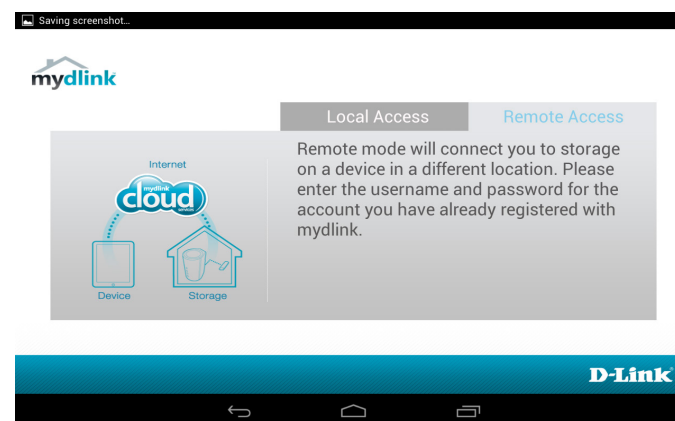 Saving screenshot...
mydlink
Local Access
Remote Access
Remote mode will connect you to storage
on a device in a different location. Please
enter the username and password for the
account you have already registered with
mydlink.
Internet
mydlink
cloud
services
Device
Storage
D-Link